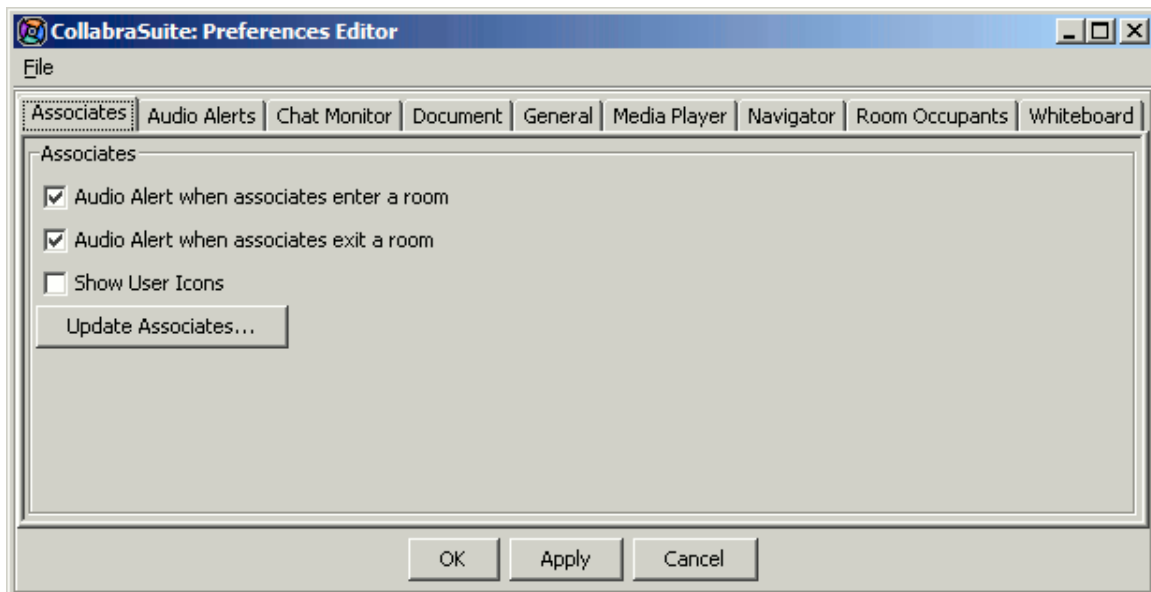 CollabraSuite: Preferences Editor
File
Associates Audio Alerts Chat Monitor Document General Media Player Navigator Room Occupants Whiteboard
Associates
Audio Alert when associates enter a room
Audio Alert when associates exit a room
Show User Icons
Update Associates...
OK Apply Cancel